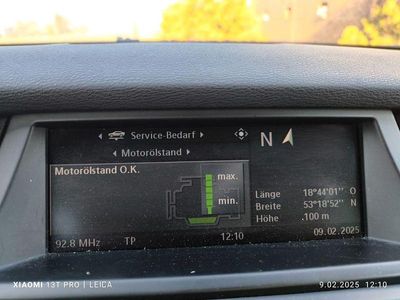 Service-Bedarf
Motorölstand
N
Motorölstand O.K.
max.
min.
Länge 18°44'01'' O
Breite 53°18'52'' N
Höhe .100 m
92.8 MHz TP 12:10 09.02.2025
XIAOMI 13T PRO | LEICA
9.02.2025 12:10